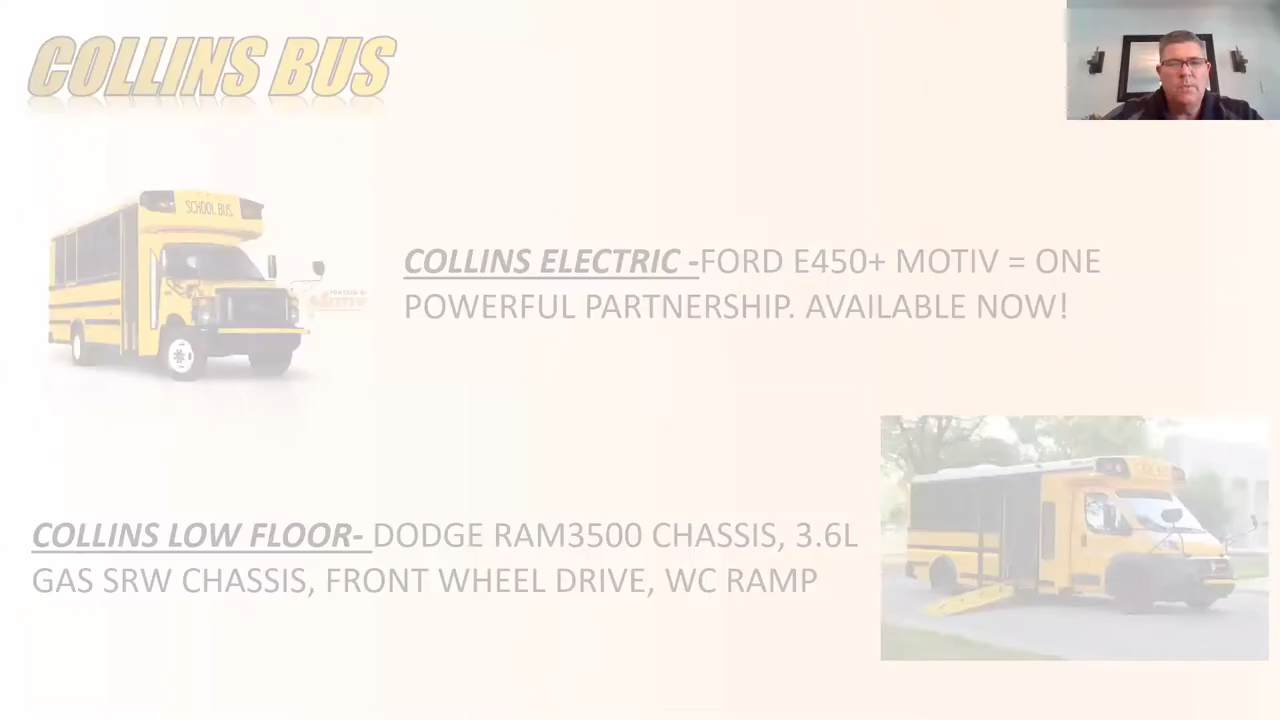 COLLINS BUS
SCHOOL BUS
COLLINS ELECTRIC -FORD E450+ MOTIV = ONE
POWERFUL PARTNERSHIP. AVAILABLE NOW!
COLLINS LOW FLOOR- DODGE RAM3500 CHASSIS, 3.6L
GAS SRW CHASSIS, FRONT WHEEL DRIVE, WC RAMP